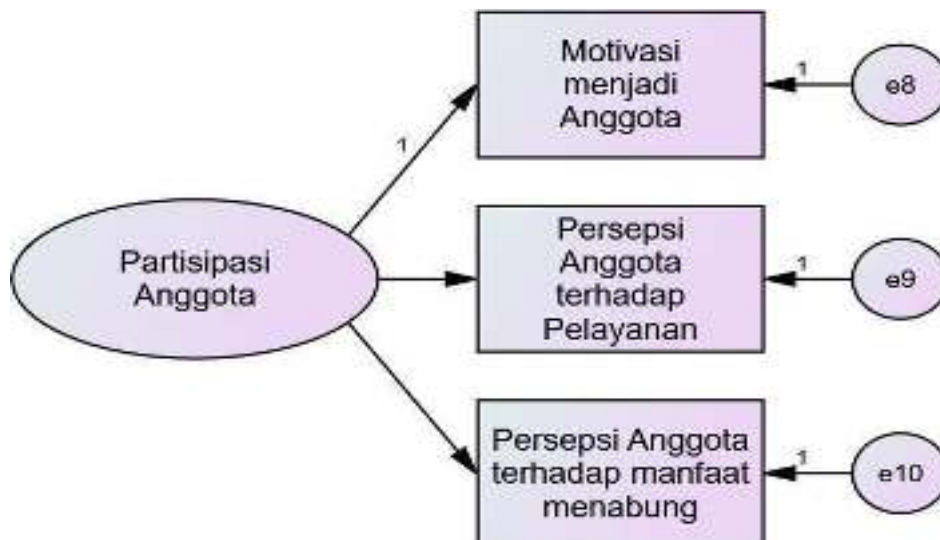 Motivasi
menjadi
Anggota
1
e8
1
Partisipasi
Anggota
Persepsi
Anggota
terhadap
Pelayanan
1
e9
Persepsi Anggota
terhadap manfaat
menabung
1
e10